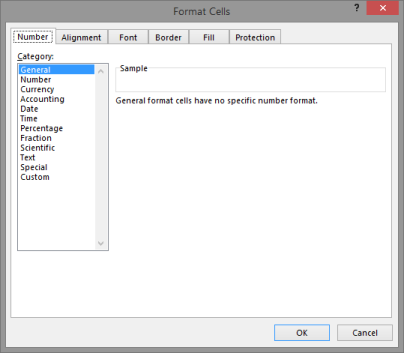 Format Cells
?
Number Alignment Font Border Fill Protection
Category:
General
Number
Currency
Accounting
Date
Time
Percentage
Fraction
Scientific
Text
Special
Custom
Sample
General format cells have no specific number format.
OK Cancel